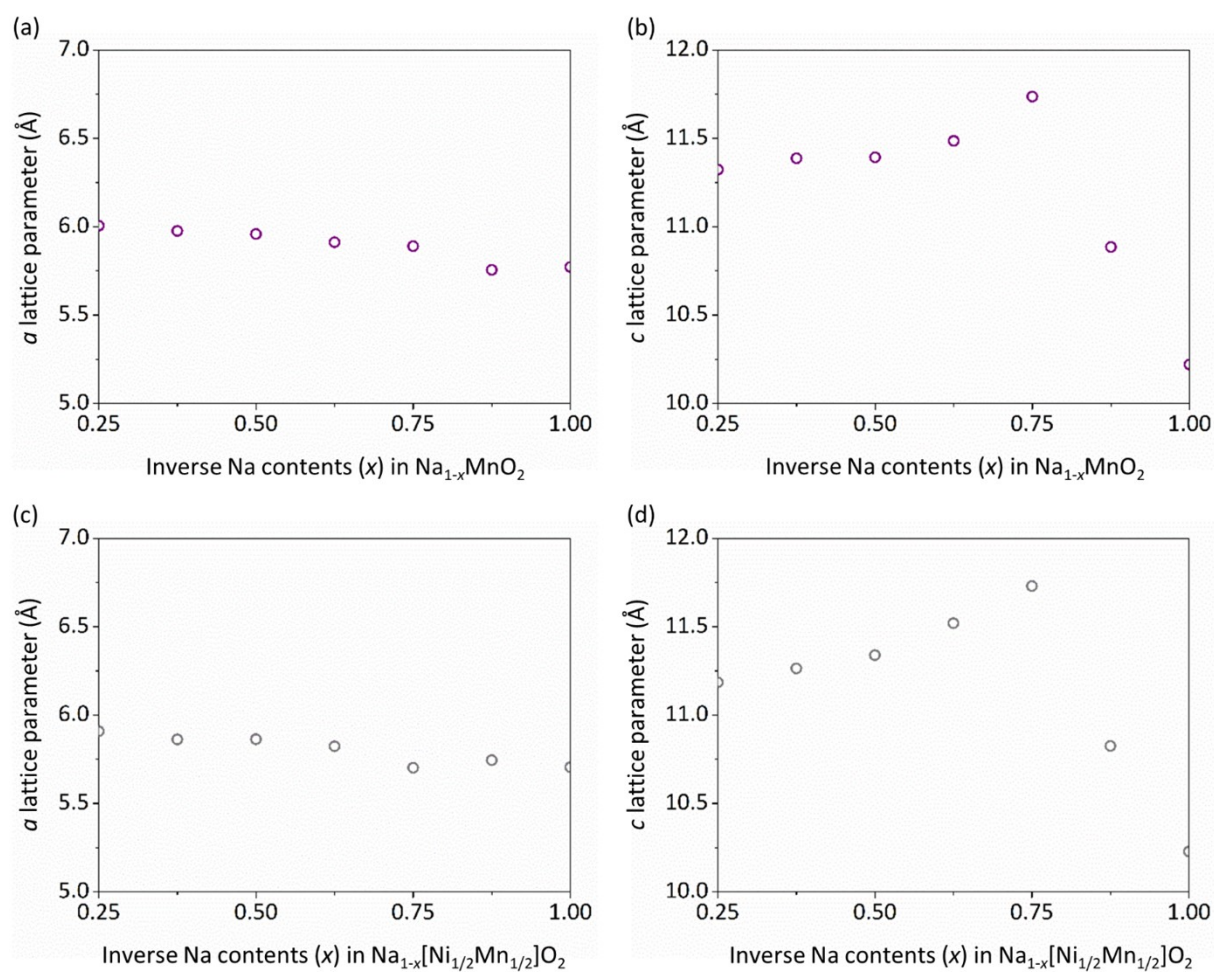 (a)
7.0
6.5
6.0
5.5
5.0
a lattice parameter (Å)
0.25 0.50 0.75 1.00
Inverse Na contents (x) in Na1-xMnO2
(b)
12.0
11.5
11.0
10.5
10.0
c lattice parameter (Å)
0.25 0.50 0.75 1.00
Inverse Na contents (x) in Na1-xMnO2
(c)
7.0
6.5
6.0
5.5
5.0
a lattice parameter (Å)
0.25 0.50 0.75 1.00
Inverse Na contents (x) in Na1-x[Ni1/2Mn1/2]O2
(d)
12.0
11.5
11.0
10.5
10.0
c lattice parameter (Å)
0.25 0.50 0.75 1.00
Inverse Na contents (x) in Na1-x[Ni1/2Mn1/2]O2